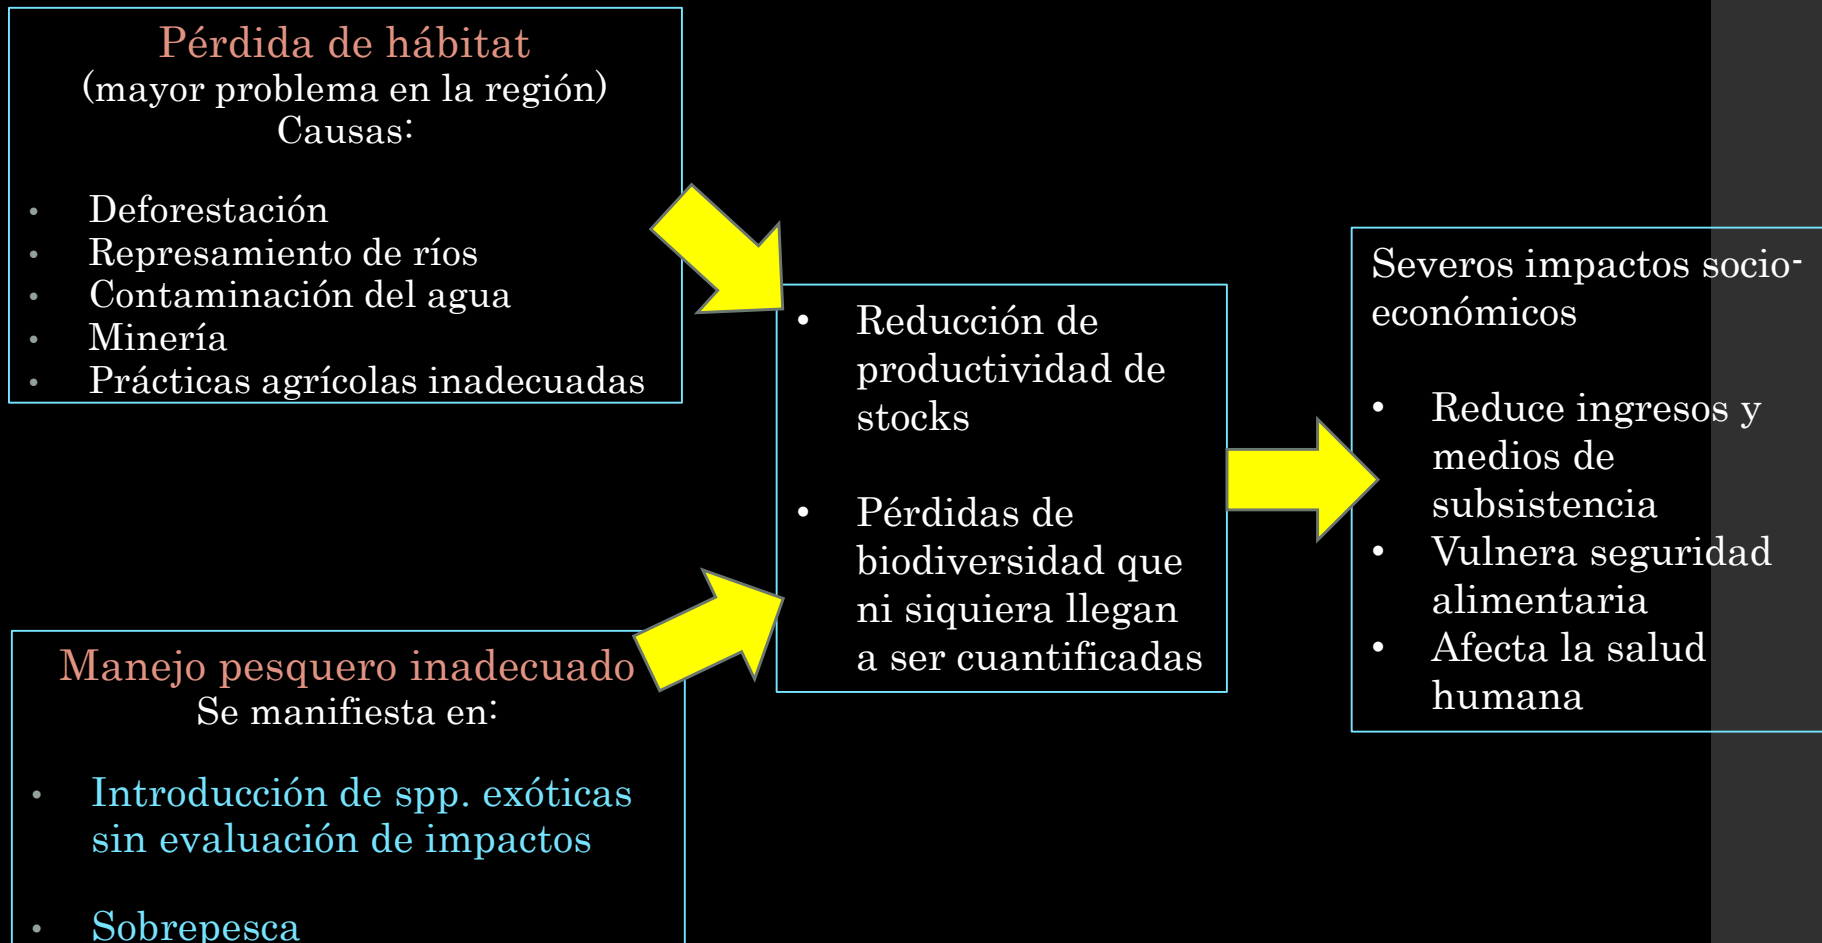 Pérdida de hábitat
(mayor problema en la región)
Causas:
• Deforestación
• Represamiento de ríos
• Contaminación del agua
• Minería
• Prácticas agrícolas inadecuadas
Manejo pesquero inadecuado
Se manifiesta en:
• Introducción de spp. exóticas
sin evaluación de impactos
• Sobrepesca
• Reducción de
productividad de
stocks
• Pérdidas de
biodiversidad que
ni siquiera llegan
a ser cuantificadas
Severos impactos socio-
económicos
• Reduce ingresos y
medios de
subsistencia
• Vulnera seguridad
alimentaria
• Afecta la salud
humana